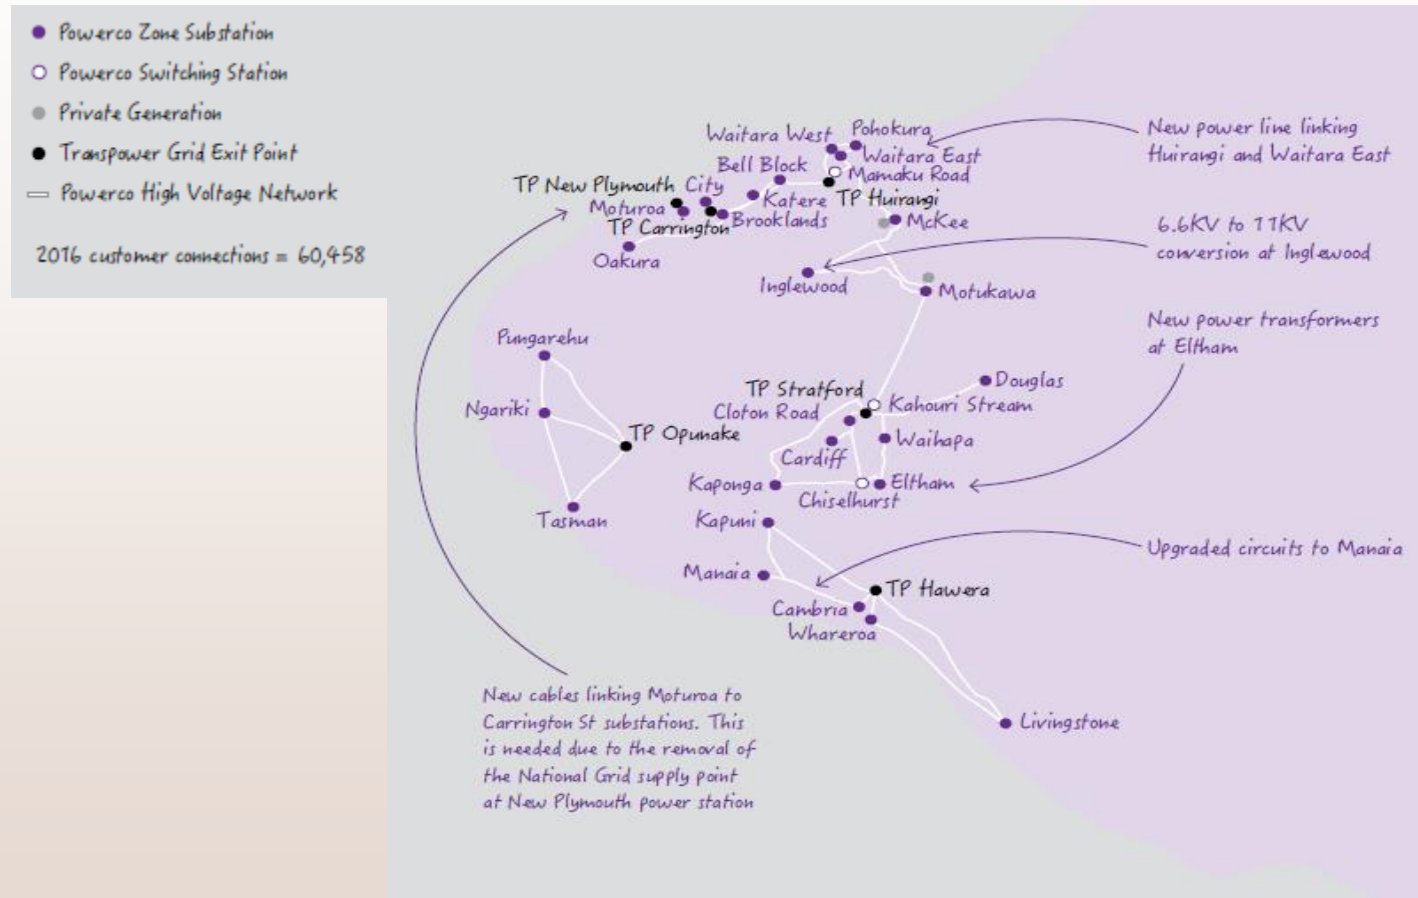 Powerco Zone Substation
Powerco Switching Station
Private Generation
Transpower Grid Exit Point
Powerco High Voltage Network
2016 customer connections = 60,458
Waitara West
Pohokura
Waitara East
Bell Block
Mamaku Road
TP New Plymouth
City
Katere
TP Huirangi
Moturoa
Brooklands
TP Carrington
McKee
Oakura
Inglewood
Motukawa
New power line linking
Huirangi and Waitara East
6.6KV to 11KV
conversion at Inglewood
New power transformers
at Eltham
Pungarehu
Ngariki
TP Opunake
Tasman
TP Stratford
Douglas
Kahouri Stream
Cloton Road
Waihapa
Cardiff
Kaponga
Eltham
Chiselhurst
Kapuni
Manaia
TP Hawera
Cambria
Whareroa
Upgraded circuits to Manaia
Livingstone
New cables linking Moturoa to
Carrington St substations. This
is needed due to the removal of
the National Grid supply point
at New Plymouth power station